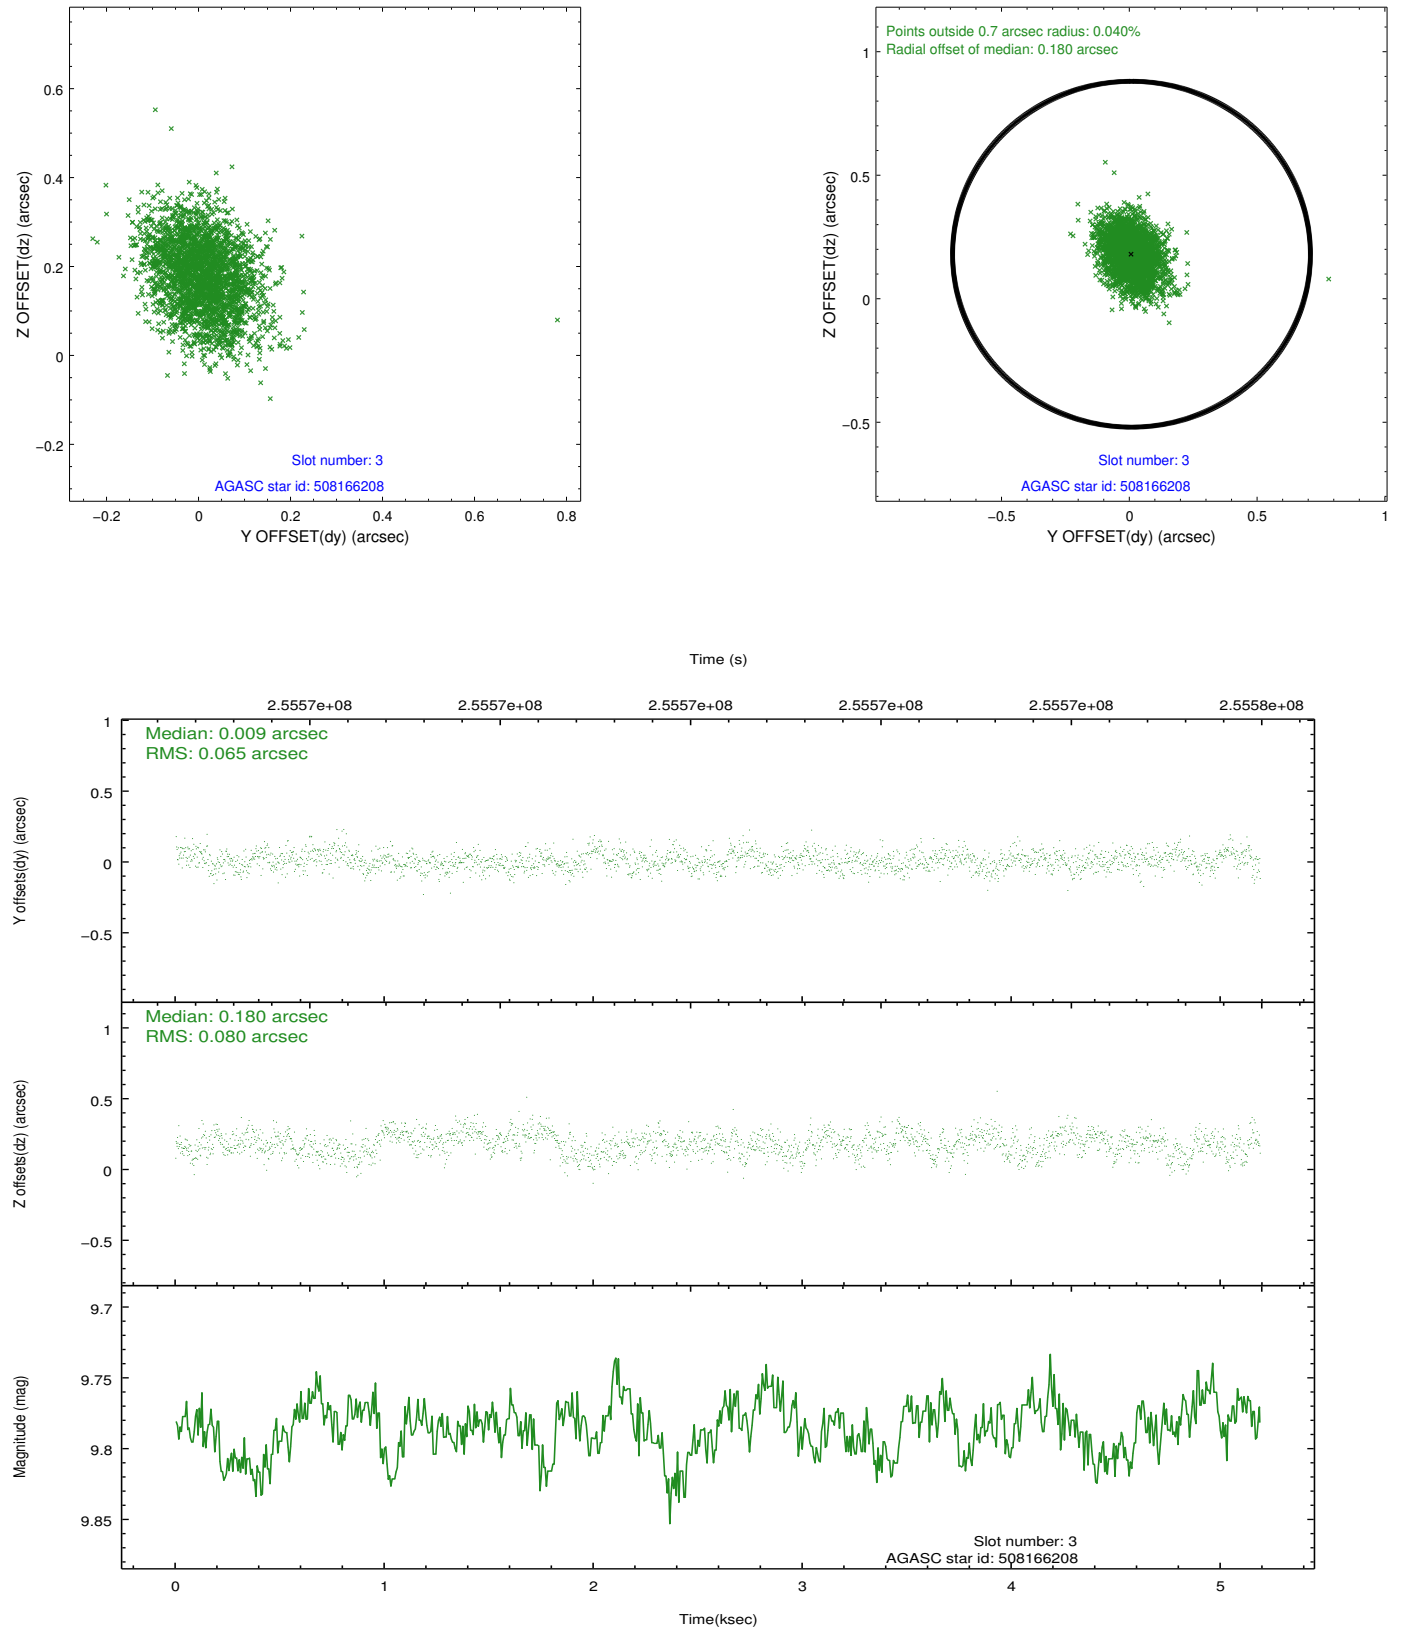 0.6
0.4
0.2
0
−0.2
Z OFFSET(dz) (arcsec)
Slot number: 3
AGASC star id: 508166208
−0.2 0 0.2 0.4 0.6 0.8
Y OFFSET(dy) (arcsec)
Points outside 0.7 arcsec radius: 0.040%
Radial offset of median: 0.180 arcsec
1
0.5
0
−0.5
Z OFFSET(dz) (arcsec)
Slot number: 3
AGASC star id: 508166208
−0.5 0 0.5 1
Y OFFSET(dy) (arcsec)
Time (s)
2.5557e+08 2.5557e+08 2.5557e+08 2.5557e+08 2.5557e+08 2.5558e+08
Median: 0.009 arcsec
RMS: 0.065 arcsec
1
0.5
0
−0.5
Y offsets(dy) (arcsec)
Median: 0.180 arcsec
RMS: 0.080 arcsec
1
0.5
0
−0.5
Z offsets(dz) (arcsec)
9.7
9.75
9.8
9.85
Magnitude (mag)
Slot number: 3
AGASC star id: 508166208
0 1 2 3 4 5
Time(ksec)